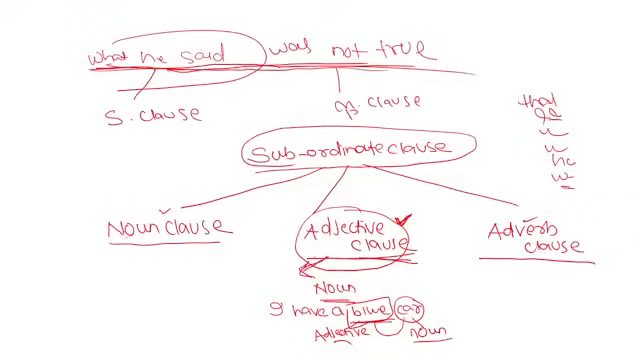 what he said was not true
S. clause
P. clause
that
Sub-ordinate clause
Noun clause
Adjective clause
Adverb clause
Noun
I have a blue car
Adjective
noun